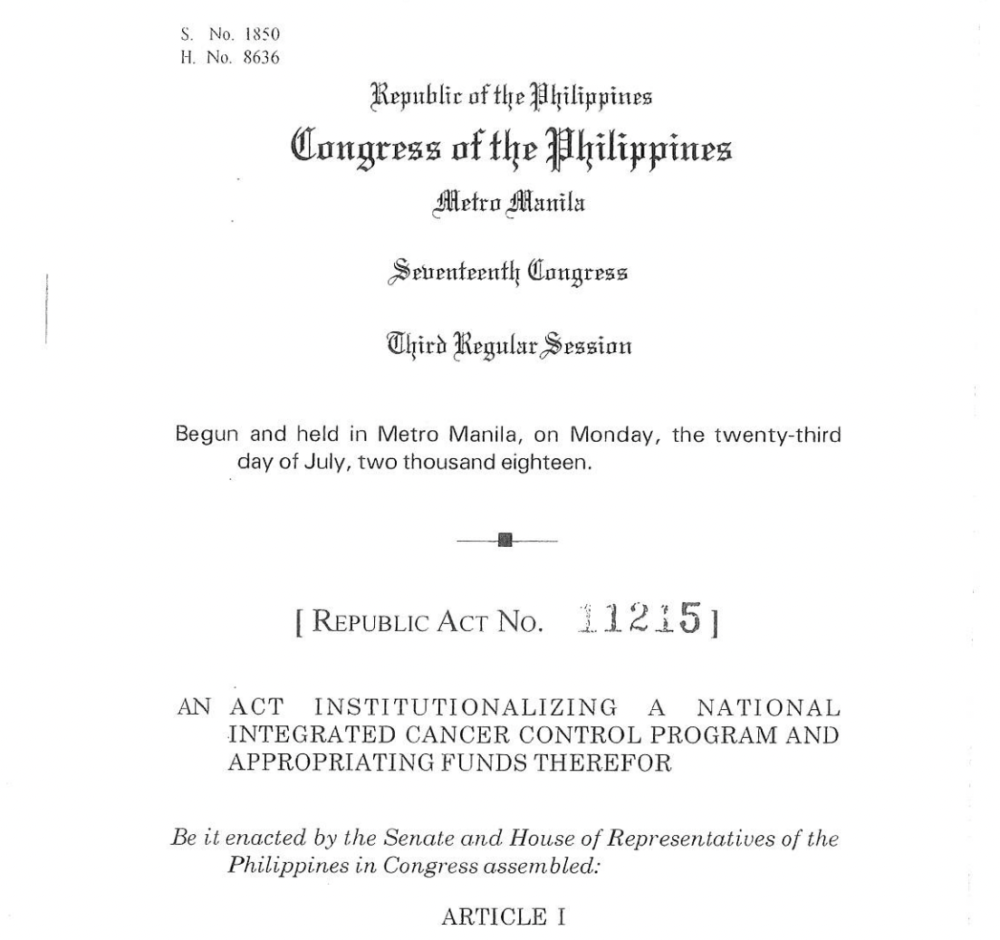 S. No. 1850
H. No. 8636
Republic of the Philippines
Congress of the Philippines
Metro Manila
Seventeenth Congress
Third Regular Session
Begun and held in Metro Manila, on Monday, the twenty-third
day of July, two thousand eighteen.
[ REPUBLIC ACT NO. 11215 ]
AN ACT INSTITUTIONALIZING A NATIONAL
INTEGRATED CANCER CONTROL PROGRAM AND
APPROPRIATING FUNDS THEREFOR
Be it enacted by the Senate and House of Representatives of the
Philippines in Congress assembled:
ARTICLE I